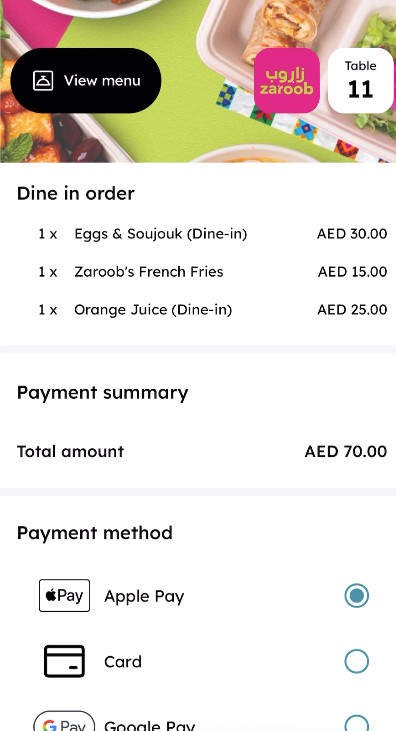 View menu
زاروب
zaroob
Table
11
Dine in order
1 x Eggs & Soujouk (Dine-in) AED 30.00
1 x Zaroob's French Fries AED 15.00
1 x Orange Juice (Dine-in) AED 25.00
Payment summary
Total amount AED 70.00
Payment method
Pay Apple Pay
Card
G Pay Google Pay